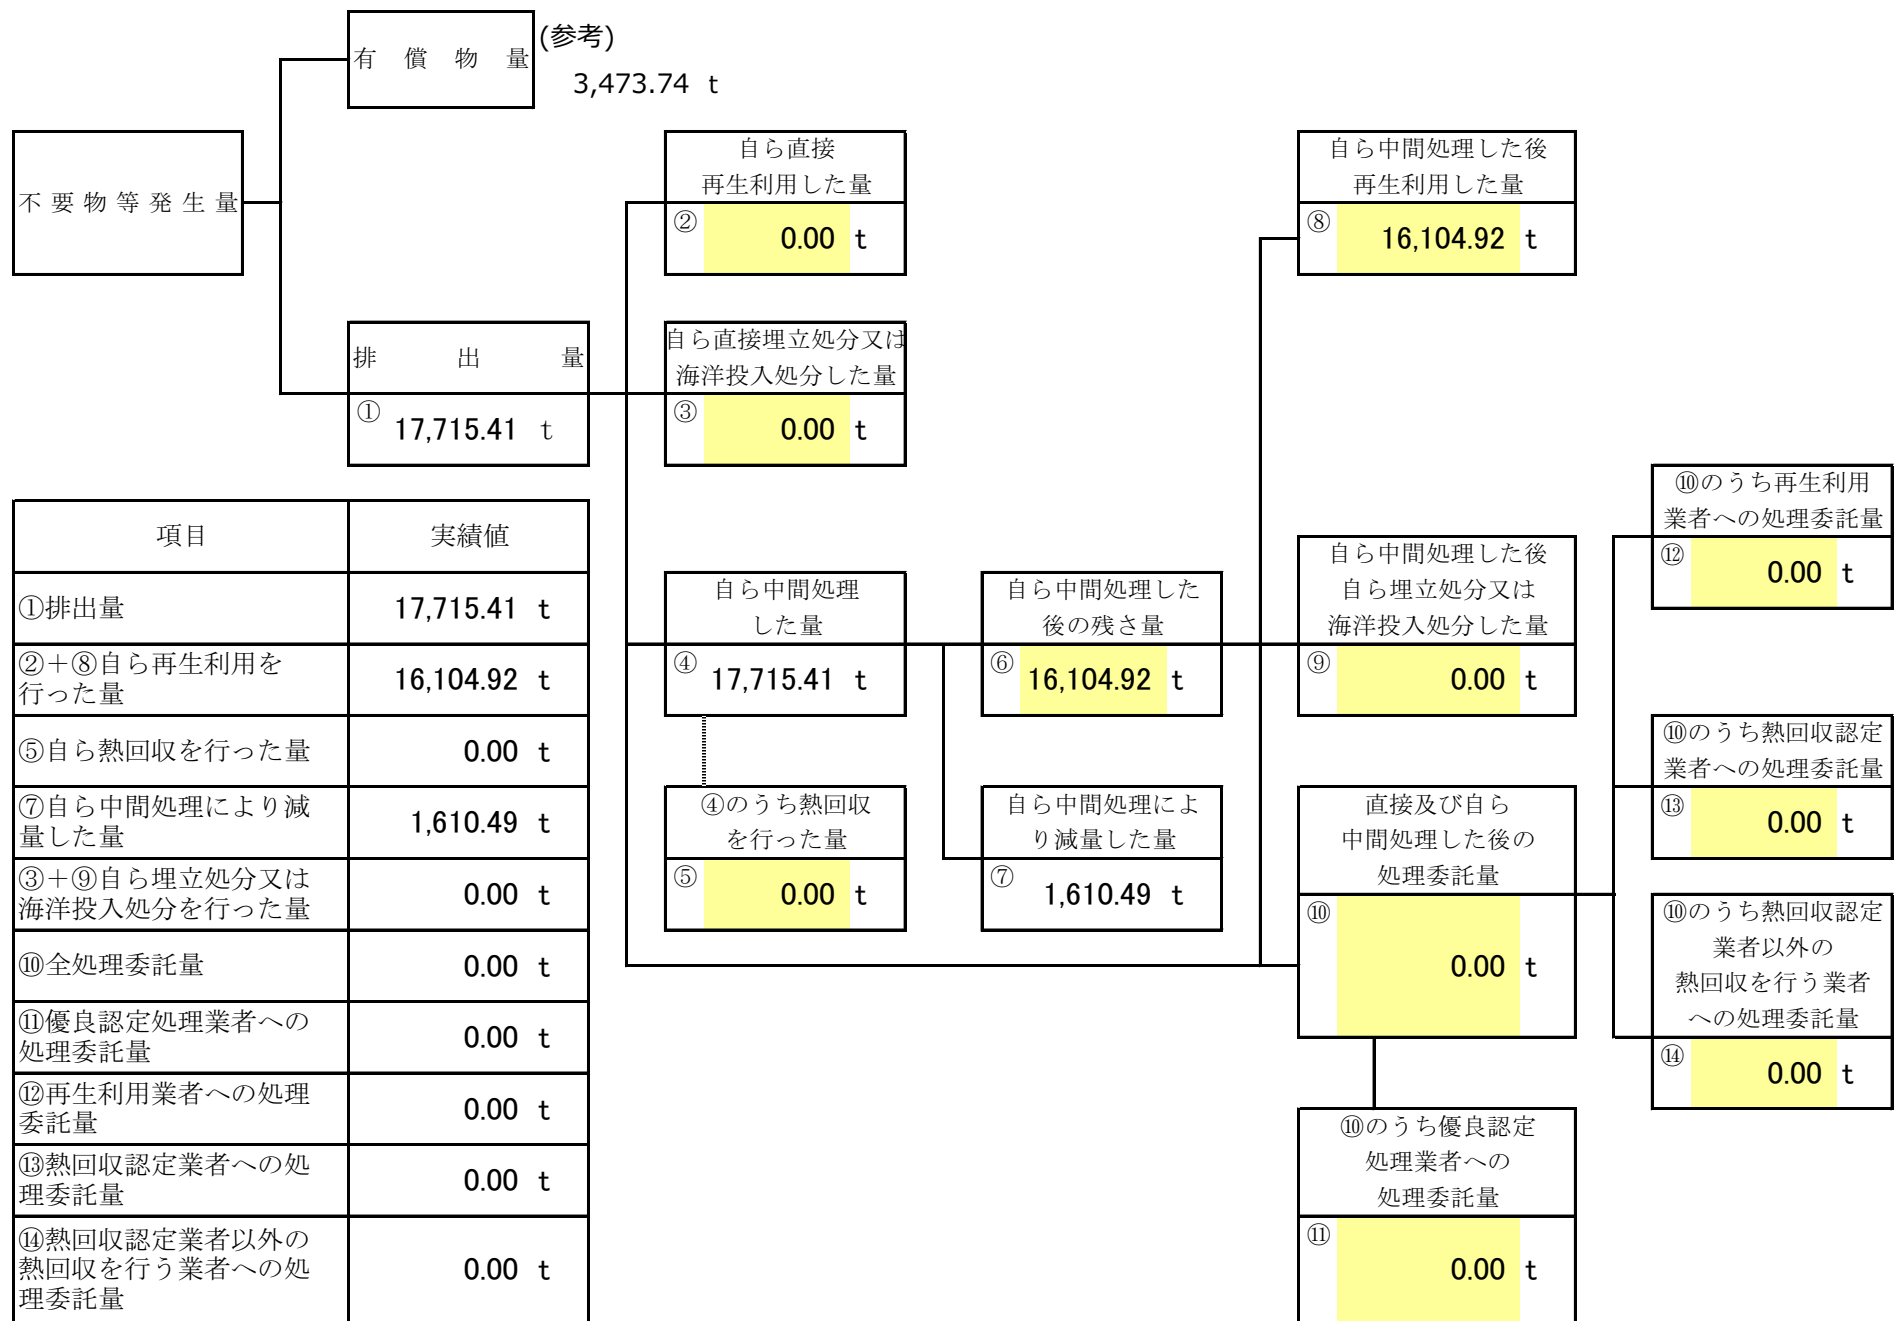 有償物量
(参考)
3,473.74 t
不要物等発生量
排出量
① 17,715.41 t
自ら直接
再生利用した量
② 0.00 t
自ら直接埋立処分又は
海洋投入処分した量
③ 0.00 t
自ら中間処理
した量
④ 17,715.41 t
④のうち熱回収
を行った量
⑤ 0.00 t
自ら中間処理した
後の残さ量
⑥ 16,104.92 t
自ら中間処理によ
り減量した量
⑦ 1,610.49 t
自ら中間処理した後
再生利用した量
⑧ 16,104.92 t
自ら中間処理した後
自ら埋立処分又は
海洋投入処分した量
⑨ 0.00 t
直接及び自ら
中間処理した後の
処理委託量
⑩ 0.00 t
⑩のうち優良認定
処理業者への
処理委託量
⑪ 0.00 t
⑩のうち再生利用
業者への処理委託量
⑫ 0.00 t
⑩のうち熱回収認定
業者への処理委託量
⑬ 0.00 t
⑩のうち熱回収認定
業者以外の
熱回収を行う業者
への処理委託量
⑭ 0.00 t
項目 実績値
①排出量 17,715.41 t
②+⑧自ら再生利用を
行った量 16,104.92 t
⑤自ら熱回収を行った量 0.00 t
⑦自ら中間処理により減
量した量 1,610.49 t
③+⑨自ら埋立処分又は
海洋投入処分を行った量 0.00 t
⑩全処理委託量 0.00 t
⑪優良認定処理業者への
処理委託量 0.00 t
⑫再生利用業者への処理
委託量 0.00 t
⑬熱回収認定業者への処
理委託量 0.00 t
⑭熱回収認定業者以外の
熱回収を行う業者への処
理委託量 0.00 t